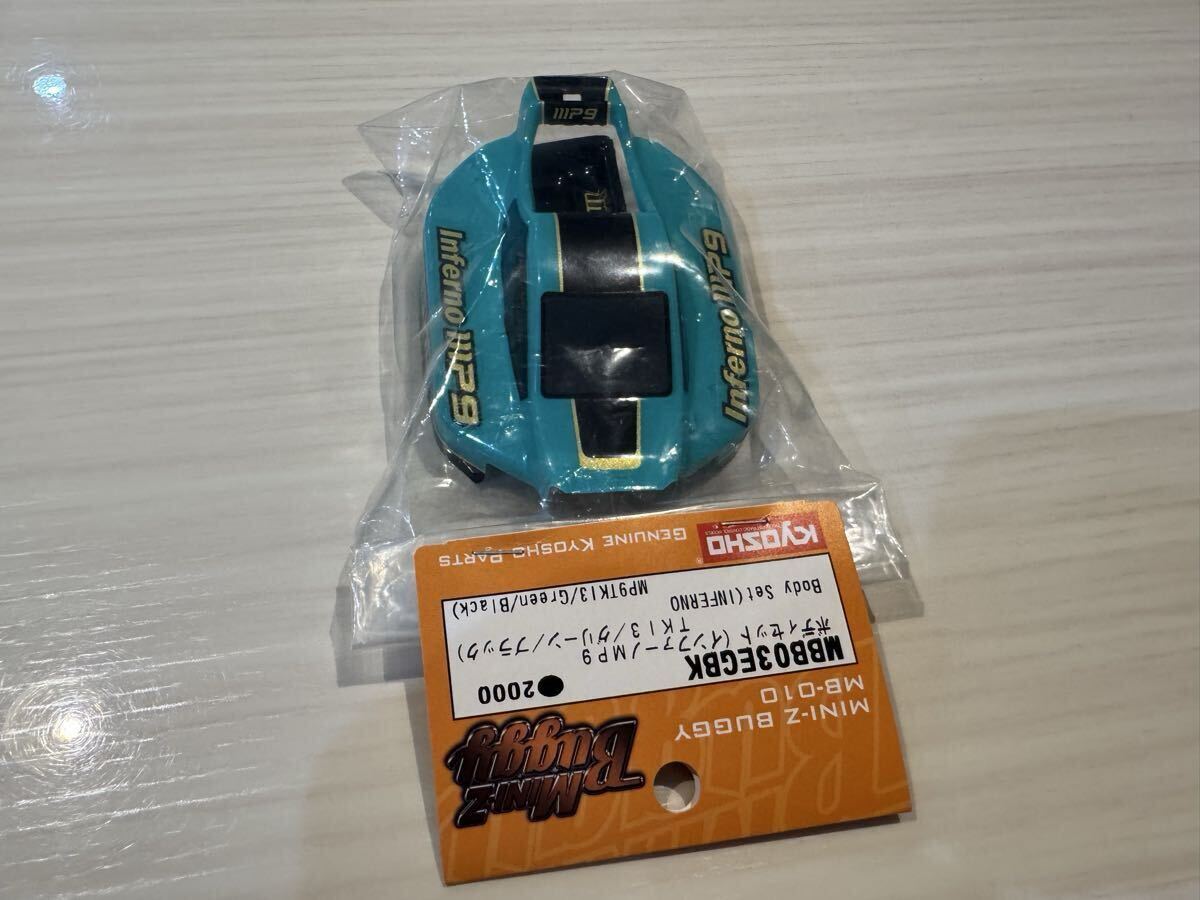 MINI-Z
Buggy
MINI-Z BUGGY
MB-010
●2000
MBB03EGBK
ボディセット(インファーノMP9
TKI3/グリーン/ブラック)
Body Set(INFERNO
MP9TKI3/Green/Black)
KYOSHO
GENUINE KYOSHO PARTS
MP9
Inferno MP9
Inferno MP9